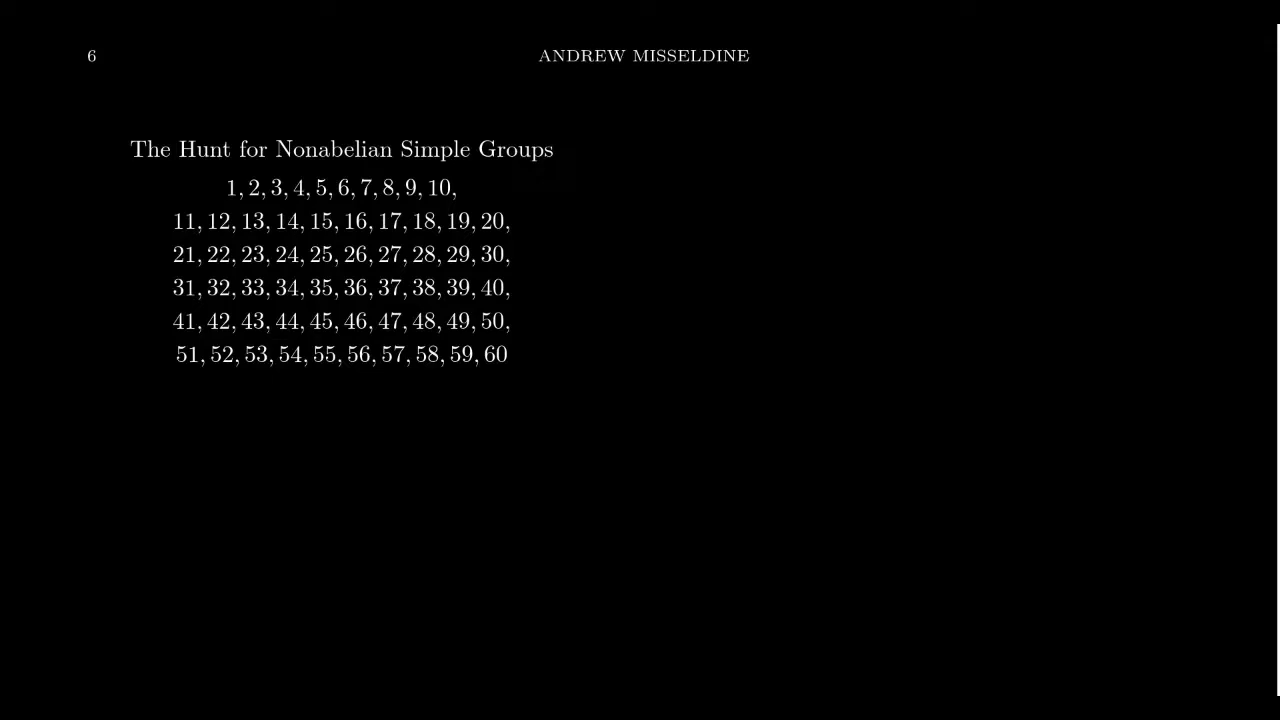 6
ANDREW MISSELDINE
The Hunt for Nonabelian Simple Groups
1, 2, 3, 4, 5, 6, 7, 8, 9, 10,
11, 12, 13, 14, 15, 16, 17, 18, 19, 20,
21, 22, 23, 24, 25, 26, 27, 28, 29, 30,
31, 32, 33, 34, 35, 36, 37, 38, 39, 40,
41, 42, 43, 44, 45, 46, 47, 48, 49, 50,
51, 52, 53, 54, 55, 56, 57, 58, 59, 60